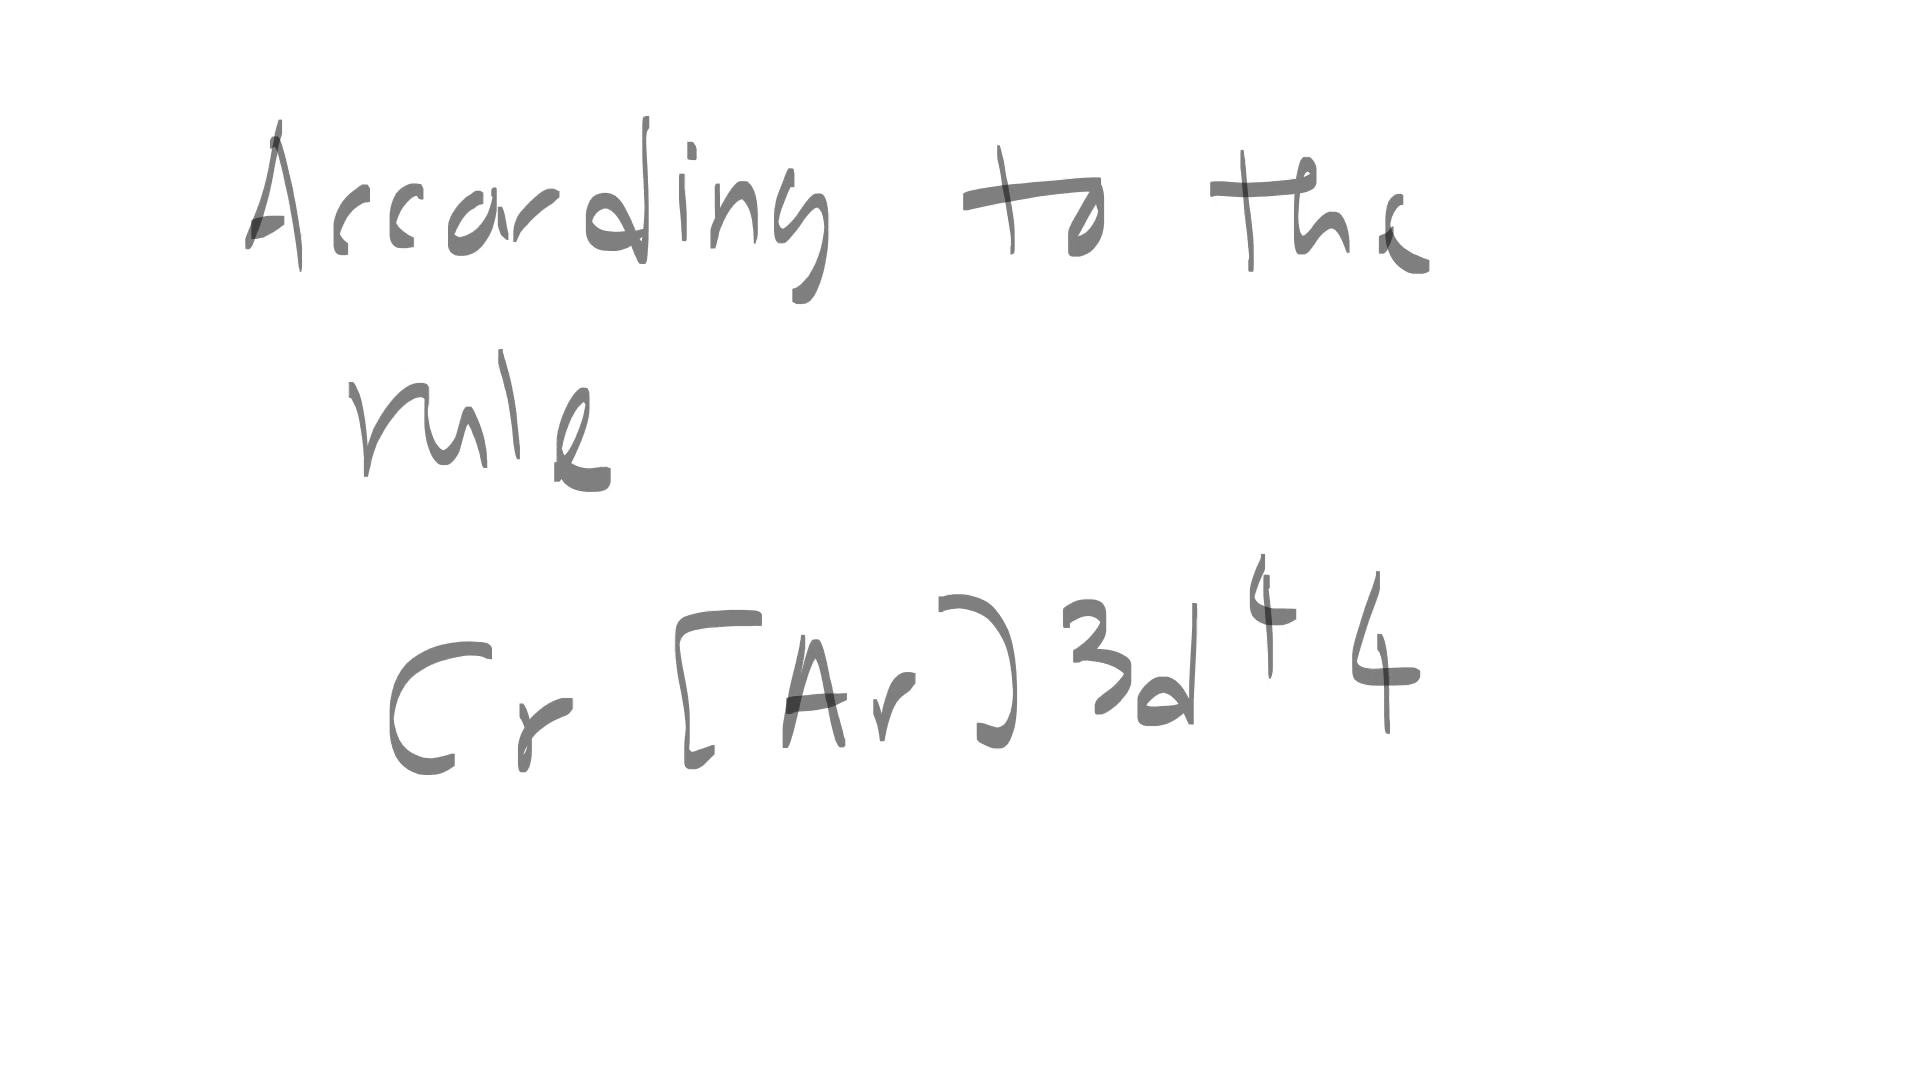 According to the
rule
Cr [Ar] 3d⁴ 4